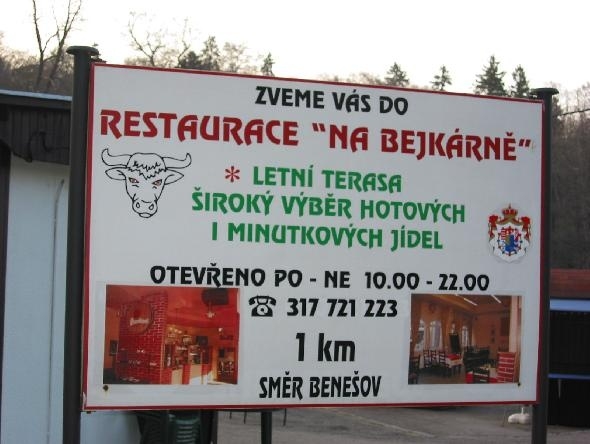 ZVEME VÁS DO
RESTAURACE "NA BEJKÁRNĚ"
* LETNÍ TERASA
ŠIROKÝ VÝBĚR HOTOVÝCH
I MINUTKOVÝCH JÍDEL
OTEVŘENO PO - NE 10.00 - 22.00
☎ 317 721 223
1 km
SMĚR BENEŠOV